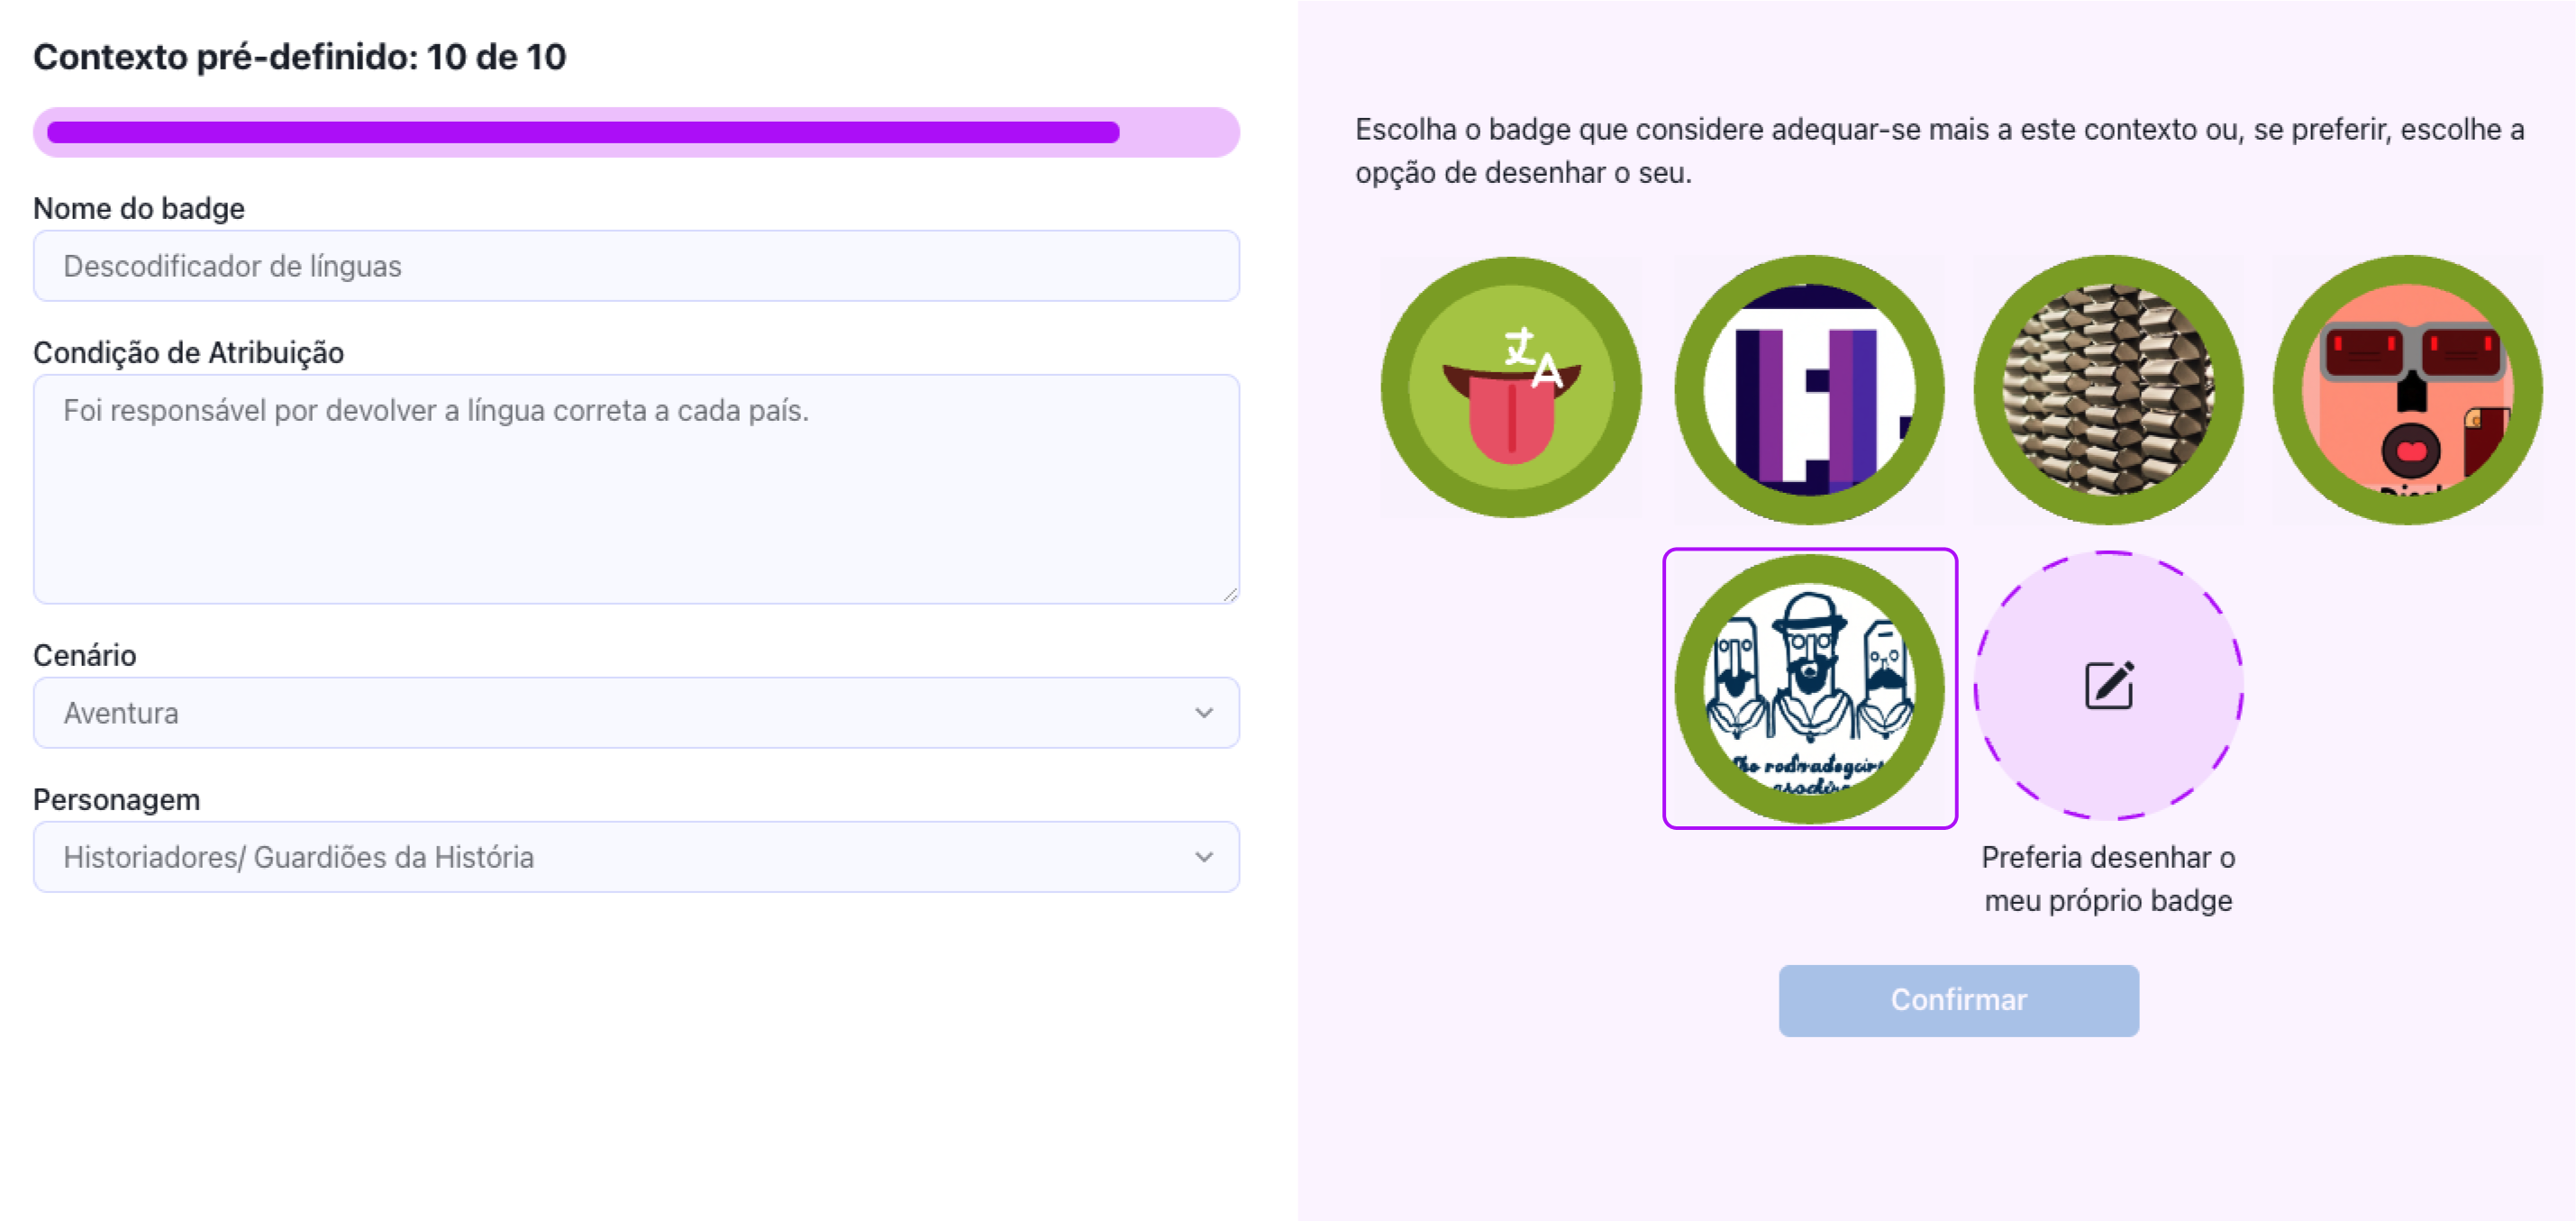 Contexto pré-definido: 10 de 10
Nome do badge
Descodificador de línguas
Condição de Atribuição
Foi responsável por devolver a língua correta a cada país.
Cenário
Aventura
Personagem
Historiadores/ Guardiões da História
Escolha o badge que considere adequar-se mais a este contexto ou, se preferir, escolhe a
opção de desenhar o seu.
A
Preferia desenhar o
meu próprio badge
Confirmar